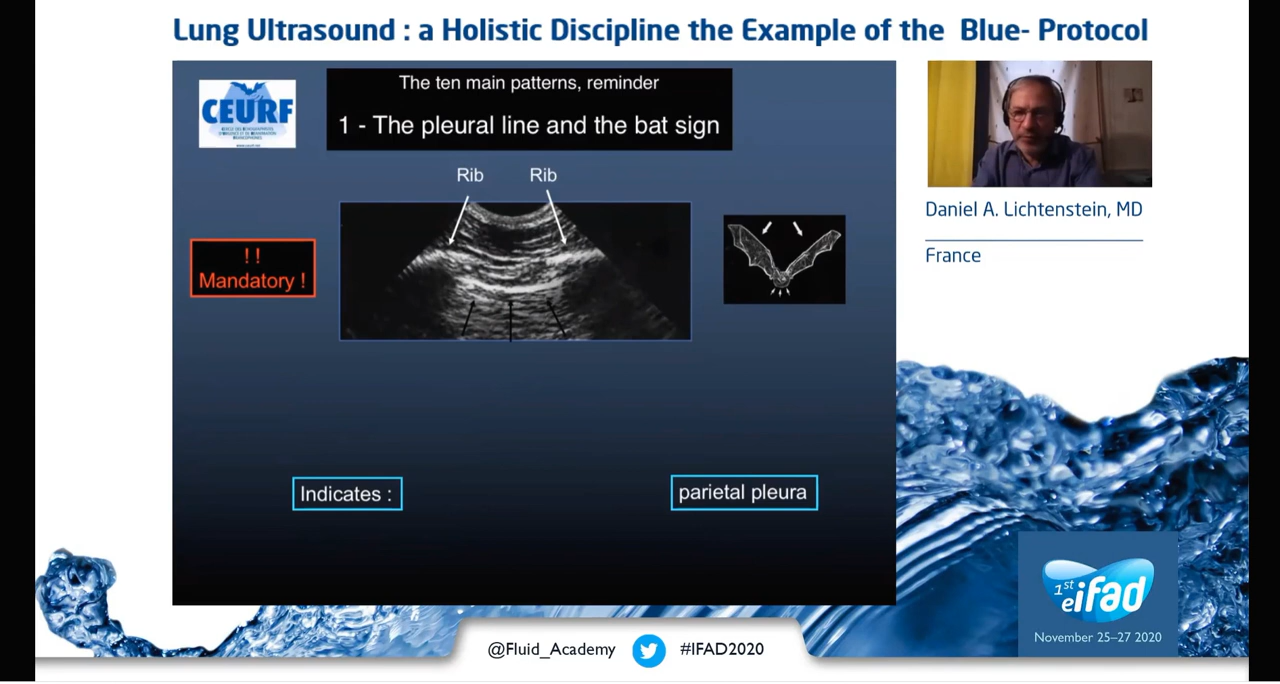 Lung Ultrasound : a Holistic Discipline the Example of the Blue- Protocol
CEURF
The ten main patterns, reminder
1 - The pleural line and the bat sign
Rib Rib
! !
Mandatory !
Indicates :
parietal pleura
Daniel A. Lichtenstein, MD
France
1st
eifad
November 25–27 2020
@Fluid_Academy
#IFAD2020